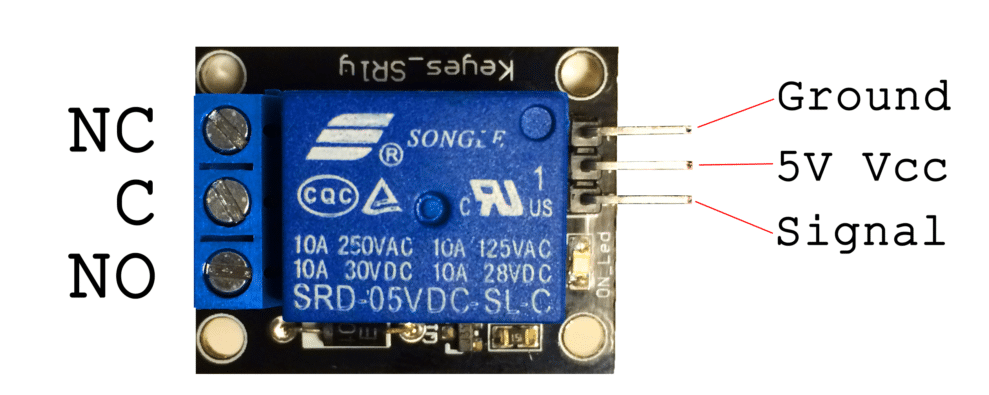 Keyes_SR1y
NC
C
NO
SONGLE
®
CQC
C US
1
10A 250VAC 10A 125VAC
10A 30VDC 10A 28VDC
SRD-05VDC-SL-C
ON_Led
Ground
5V Vcc
Signal